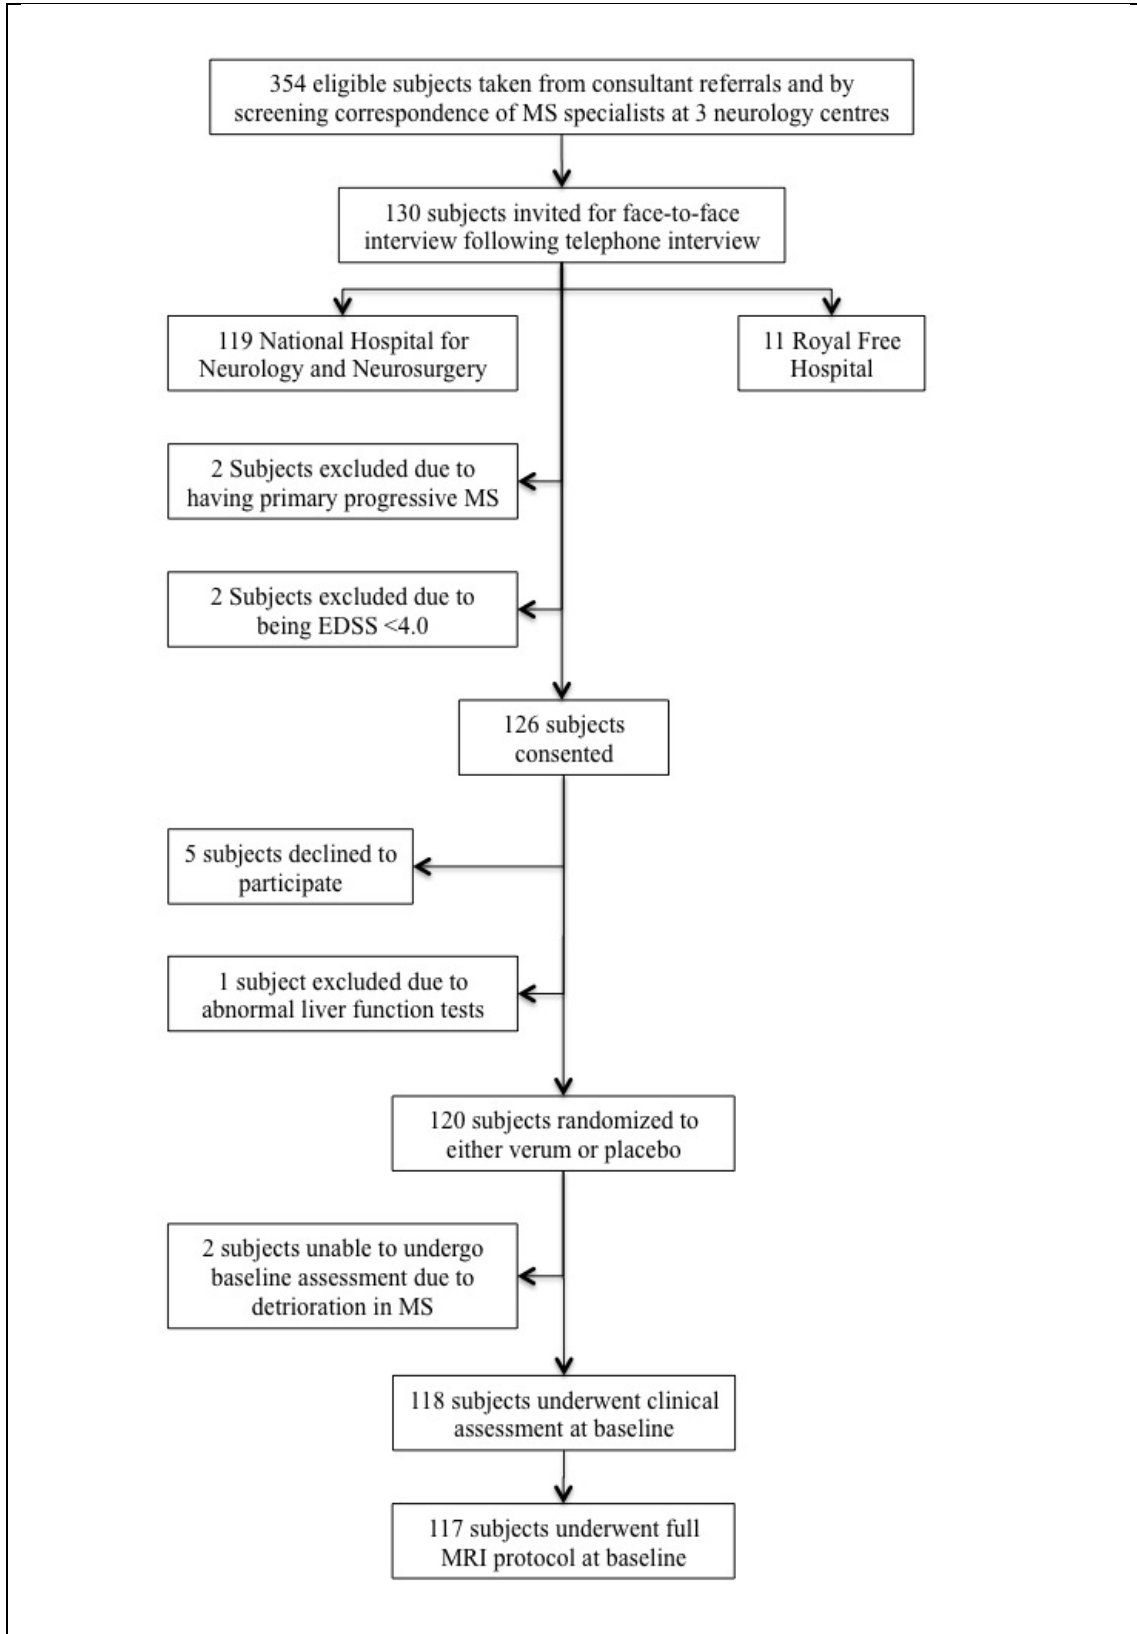 354 eligible subjects taken from consultant referrals and by
screening correspondence of MS specialists at 3 neurology centres
130 subjects invited for face-to-face
interview following telephone interview
119 National Hospital for
Neurology and Neurosurgery
11 Royal Free
Hospital
2 Subjects excluded due to
having primary progressive MS
2 Subjects excluded due to
being EDSS <4.0
126 subjects
consented
5 subjects declined to
participate
1 subject excluded due to
abnormal liver function tests
120 subjects randomized to
either verum or placebo
2 subjects unable to undergo
baseline assessment due to
detrioration in MS
118 subjects underwent clinical
assessment at baseline
117 subjects underwent full
MRI protocol at baseline